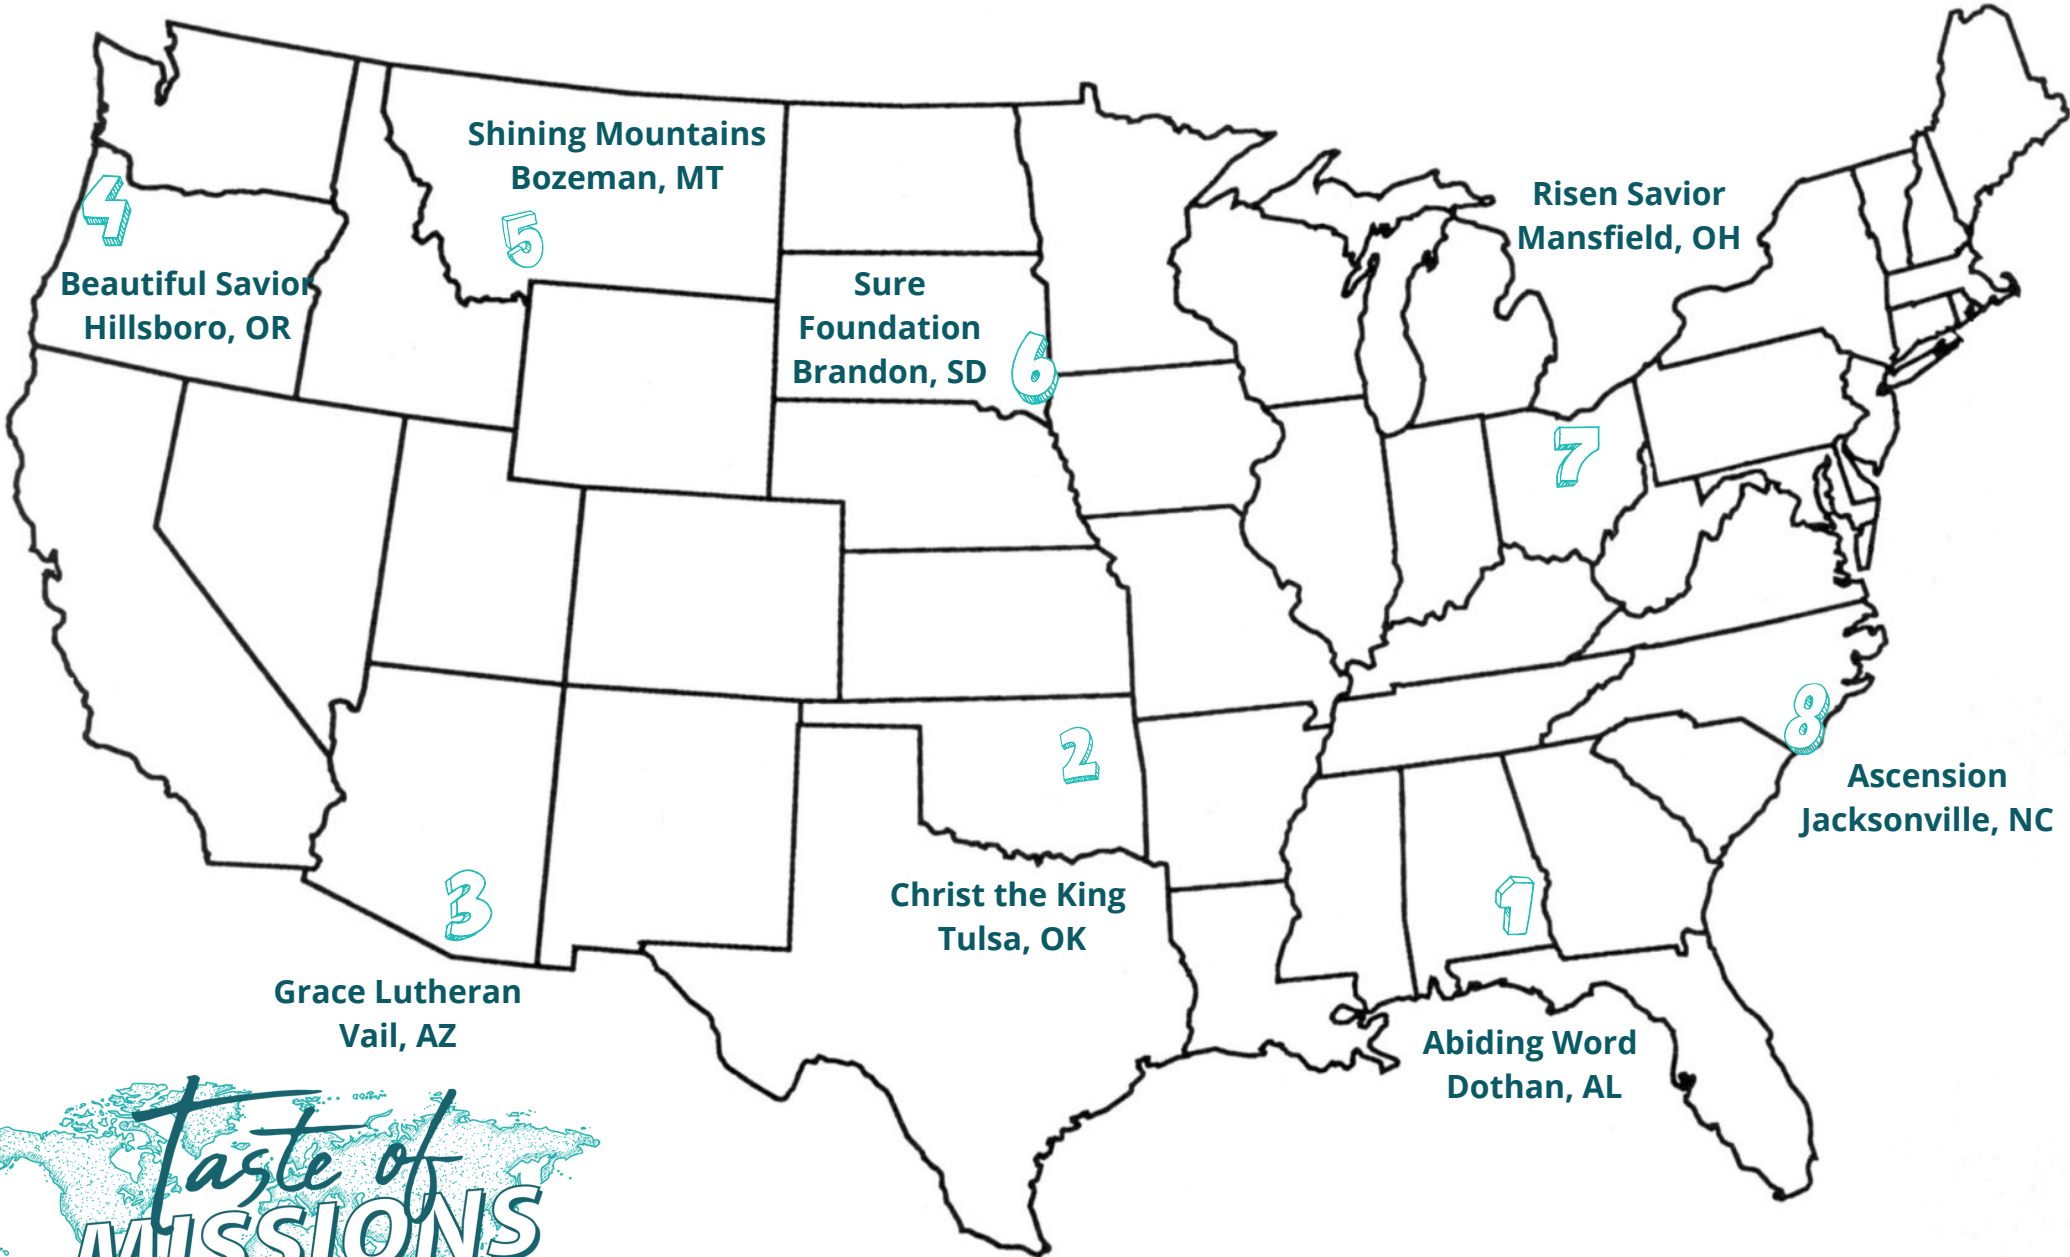 Shining Mountains
Bozeman, MT
5
Risen Savior
Mansfield, OH
7
4
Beautiful Savior
Hillsboro, OR
Sure
Foundation
Brandon, SD
6
8
Ascension
Jacksonville, NC
2
Christ the King
Tulsa, OK
3
Grace Lutheran
Vail, AZ
1
Abiding Word
Dothan, AL
Taste of
MISSIONS